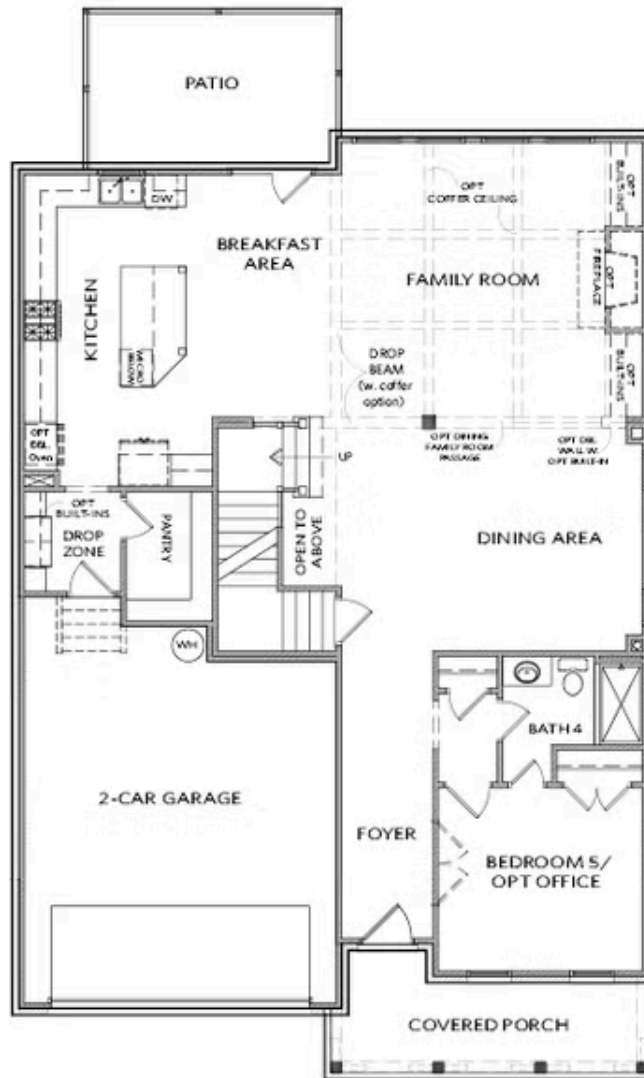 PATIO
OPT
COFFER CEILING
OPT
BUILT-INS
DW
BREAKFAST
AREA
FAMILY ROOM
OPT
FIREPLACE
KITCHEN
MICRO
BELOW
DROP
BEAM
(w. coffer
option)
OPT
BUILT-INS
OPT
DBL.
Oven
UP
OPT DINING
FAMILY ROOM
PASSAGE
OPT DBL
WALL W.
OPT BUILT-IN
OPT
BUILT-INS
DROP
ZONE
PANTRY
OPEN TO
ABOVE
DINING AREA
WH
BATH 4
2-CAR GARAGE
FOYER
BEDROOM 5/
OPT OFFICE
COVERED PORCH